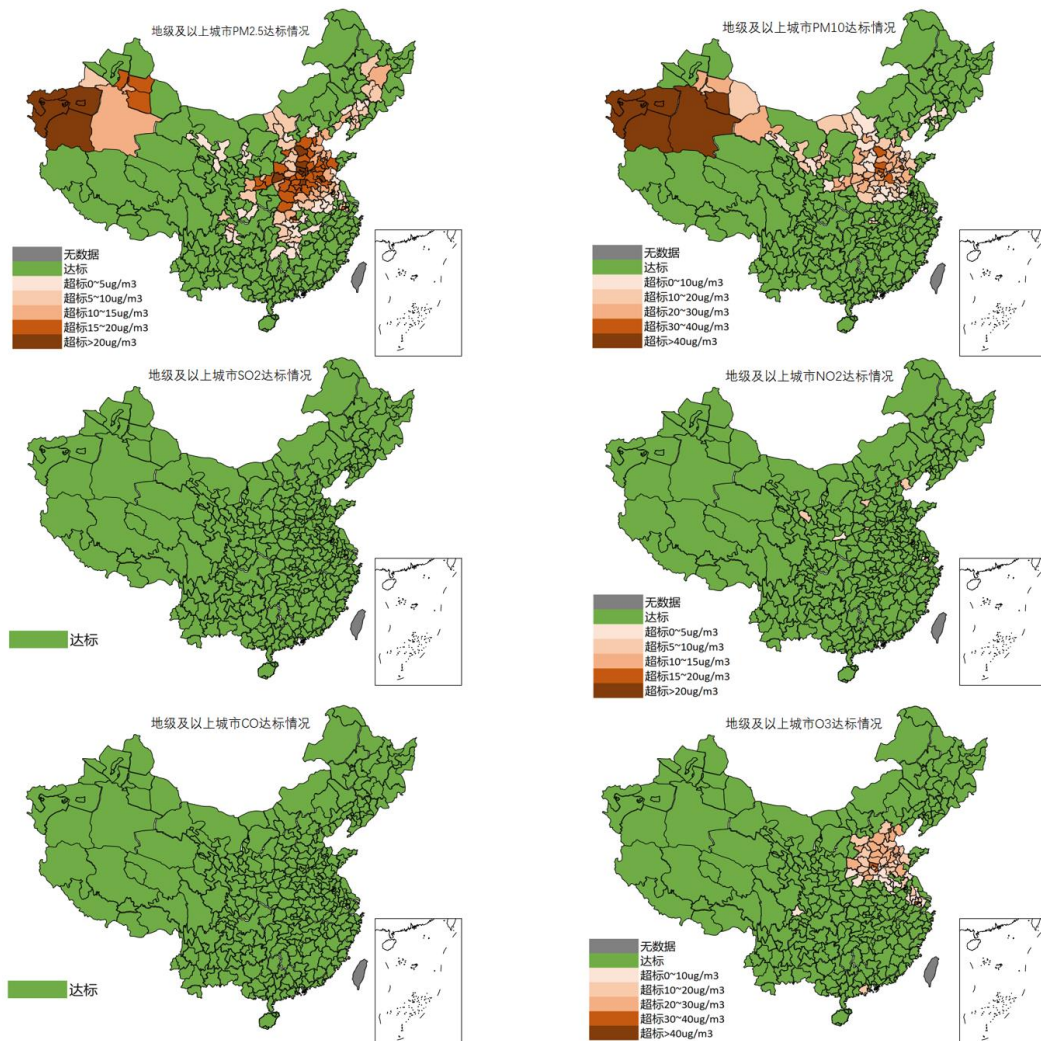 地级及以上城市PM2.5达标情况
无数据
达标
超标0~5ug/m3
超标5~10ug/m3
超标10~15ug/m3
超标15~20ug/m3
超标>20ug/m3
地级及以上城市PM10达标情况
无数据
达标
超标0~10ug/m3
超标10~20ug/m3
超标20~30ug/m3
超标30~40ug/m3
超标>40ug/m3
地级及以上城市SO2达标情况
达标
地级及以上城市NO2达标情况
无数据
达标
超标0~5ug/m3
超标5~10ug/m3
超标10~15ug/m3
超标15~20ug/m3
超标>20ug/m3
地级及以上城市CO达标情况
达标
地级及以上城市O3达标情况
无数据
达标
超标0~10ug/m3
超标10~20ug/m3
超标20~30ug/m3
超标30~40ug/m3
超标>40ug/m3